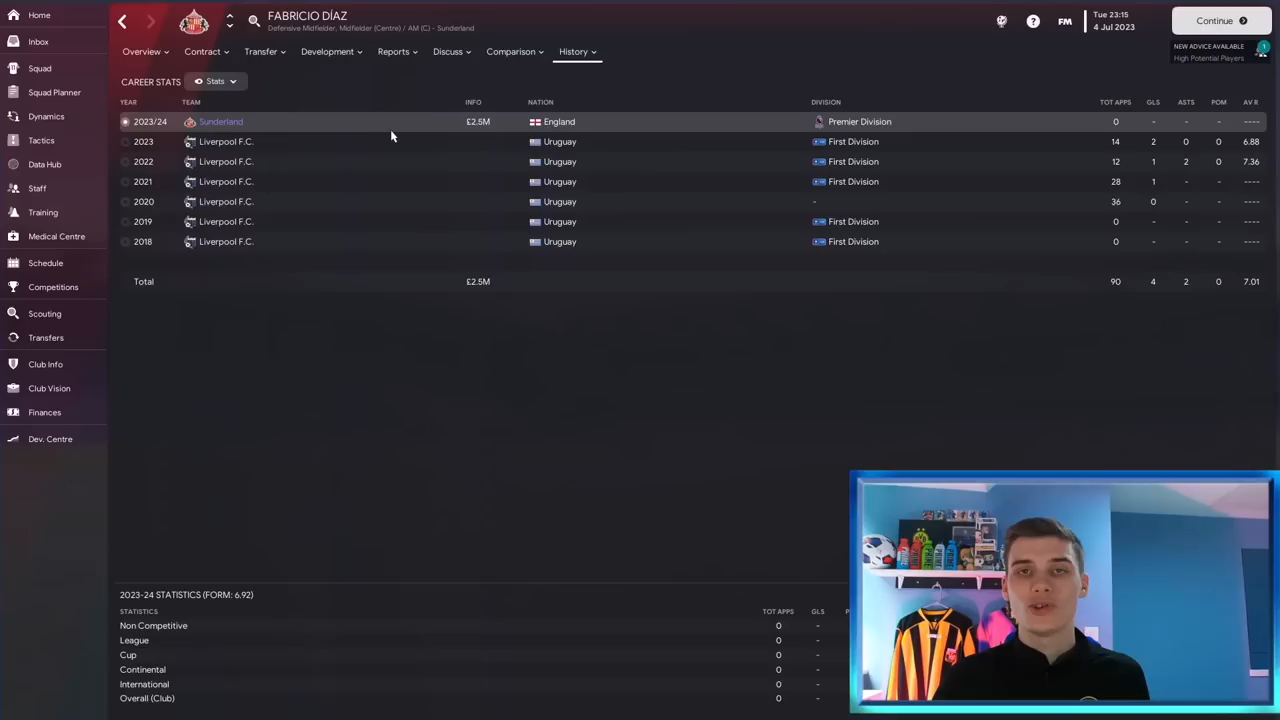 FABRICIO DÍAZ
Defensive Midfielder, Midfielder (Centre) / AM (C) - Sunderland
FM
Tue 23:15
4 Jul 2023
Continue
NEW ADVICE AVAILABLE
High Potential Players
1
Home
Inbox
Squad
Squad Planner
Dynamics
Tactics
Data Hub
Staff
Training
Medical Centre
Schedule
Competitions
Scouting
Transfers
Club Info
Club Vision
Finances
Dev. Centre
Overview Contract Transfer Development Reports Discuss Comparison History
CAREER STATS Stats
YEAR TEAM INFO NATION DIVISION TOT APPS GLS ASTS POM AV R
2023/24 Sunderland £2.5M England Premier Division 0 - - 0 ----
2023 Liverpool F.C. Uruguay First Division 14 2 0 0 6.88
2022 Liverpool F.C. Uruguay First Division 12 1 2 0 7.36
2021 Liverpool F.C. Uruguay First Division 28 1 - - ----
2020 Liverpool F.C. Uruguay - 36 0 - - ----
2019 Liverpool F.C. Uruguay First Division 0 - - - ----
2018 Liverpool F.C. Uruguay First Division 0 - - - ----
Total £2.5M 90 4 2 0 7.01
2023-24 STATISTICS (FORM: 6.92)
STATISTICS TOT APPS GLS
Non Competitive 0 -
League 0 -
Cup 0 -
Continental 0 -
International 0 -
Overall (Club) 0 -